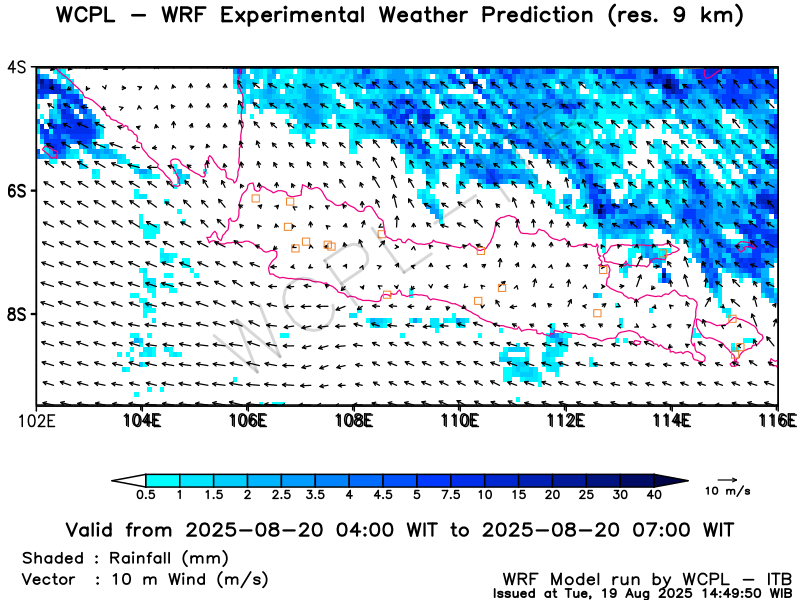 WCPL – WRF Experimental Weather Prediction (res. 9 km)
4S
6S
8S
102E 104E 106E 108E 110E 112E 114E 116E
WCPL-ITB
0.5 1 1.5 2 2.5 3.5 4 4.5 5 7.5 10 15 20 25 30 40
10 m/s
Valid from 2025-08-20 04:00 WIT to 2025-08-20 07:00 WIT
Shaded : Rainfall (mm)
Vector : 10 m Wind (m/s)
WRF Model run by WCPL – ITB
Issued at Tue, 19 Aug 2025 14:49:50 WIB